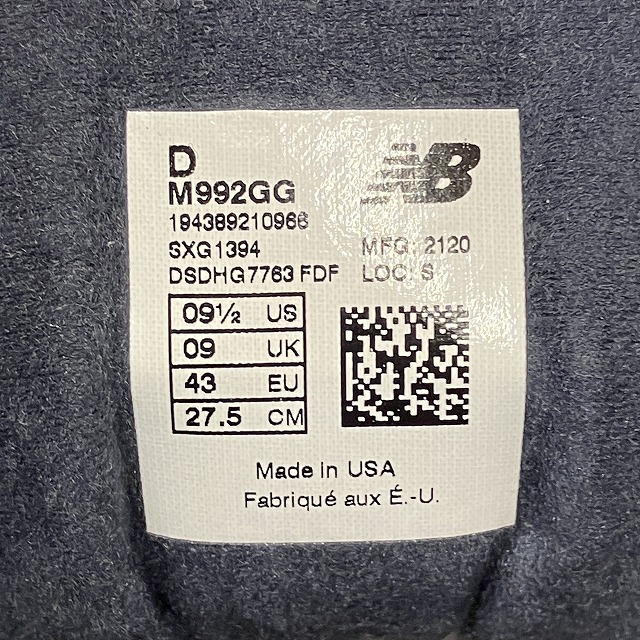 D
NB
M992GG
194389210966
SXG1394 MFG: 2120
DSDHG7763 FDF LOC: S
09½ US
09 UK
43 EU
27.5 CM
Made in USA
Fabriqué aux É.-U.